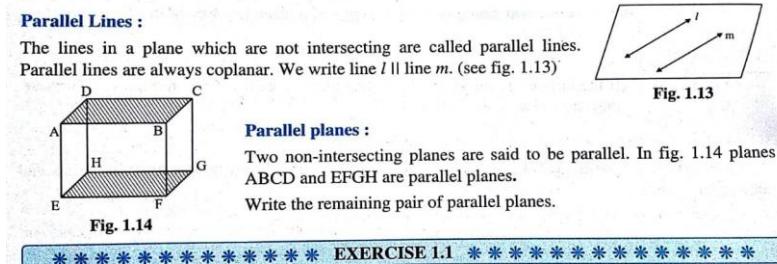 Parallel Lines :
The lines in a plane which are not intersecting are called parallel lines.
Parallel lines are always coplanar. We write line l || line m. (see fig. 1.13)
l
m
Fig. 1.13
D
C
A
B
H
G
E
F
Fig. 1.14
Parallel planes :
Two non-intersecting planes are said to be parallel. In fig. 1.14 planes
ABCD and EFGH are parallel planes.
Write the remaining pair of parallel planes.
************* EXERCISE 1.1 **************